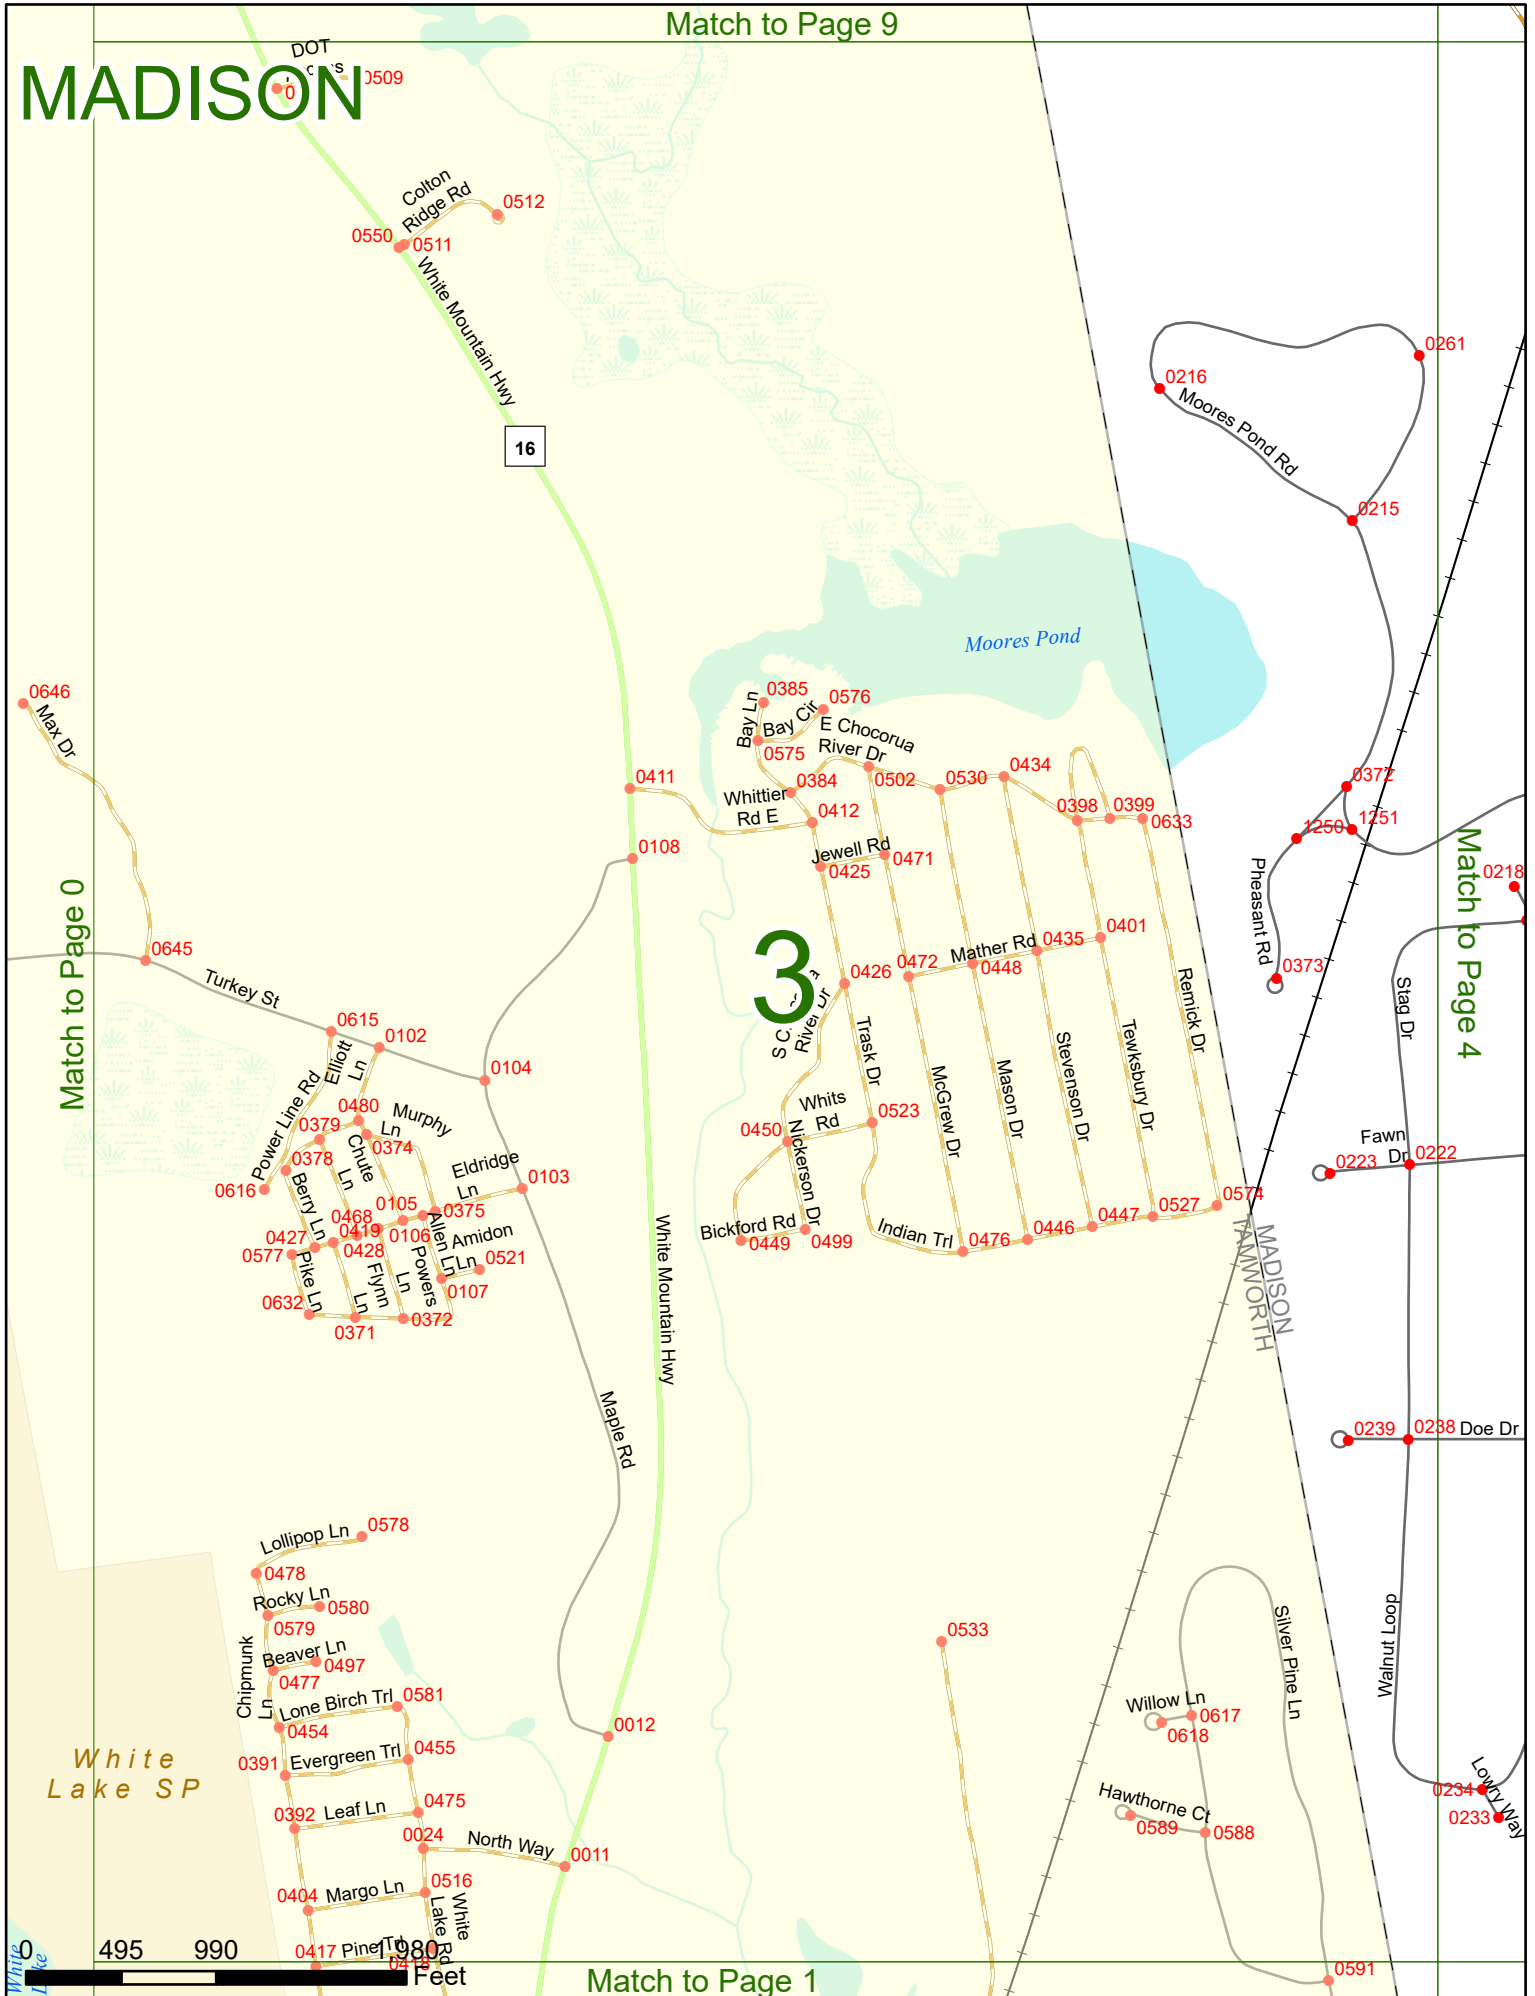 Match to Page 9
MADISON
DOT
0509
0
Colton
Ridge Rd
0512
0550
0511
White Mountain Hwy
16
0261
0216
Moores Pond Rd
0215
Moores Pond
0646
Max Dr
0385
0576
Bay Ln
Bay Cir
E Chocorua
River Dr
0575
0411
0384
0502
0530
0434
0372
Whittier
Rd E
0412
0398
0399
0633
1250
1251
0108
Jewell Rd
0471
0425
0218
Match to Page 0
Match to Page 4
Pheasant Rd
0645
Turkey St
3
Mather Rd
0435
0401
0426
0472
0448
0373
Stag Dr
Remick Dr
S C
River Dr
0615
0102
Elliott
Ln
0104
Trask Dr
McGrew Dr
Mason Dr
Stevenson Dr
Tewksbury Dr
Power Line Rd
0480
Murphy
Ln
0379
0374
Chute
Ln
Whits
Rd
0523
0450
Nickerson Dr
Fawn
Dr
0222
0223
0378
Eldridge
Ln
0103
0616
Berry Ln
0105
0375
0468
0419
0106
Allen Ln
Amidon
Ln
0521
0427
0428
0577
Pike Ln
Flynn
Ln
Powers
Ln
0107
0632
0371
0372
Bickford Rd
0449
0499
Indian Trl
0476
0446
0447
0527
0574
MADISON
TAMWORTH
White Mountain Hwy
Maple Rd
0239
0238
Doe Dr
Lollipop Ln
0578
0478
Rocky Ln
0580
0579
Chipmunk
Ln
Beaver Ln
0497
0477
Lone Birch Trl
0581
0454
0012
0533
Silver Pine Ln
Walnut Loop
Willow Ln
0617
0618
White
Lake SP
0391
Evergreen Trl
0455
0392
Leaf Ln
0475
0024
North Way
0011
Hawthorne Ct
0589
0588
0234
Lowry Way
0233
0404
Margo Ln
0516
White
Lake Rd
0417
Pine Trl
0418
0591
White
Lake
0 495 990 1,980
Feet
Match to Page 1